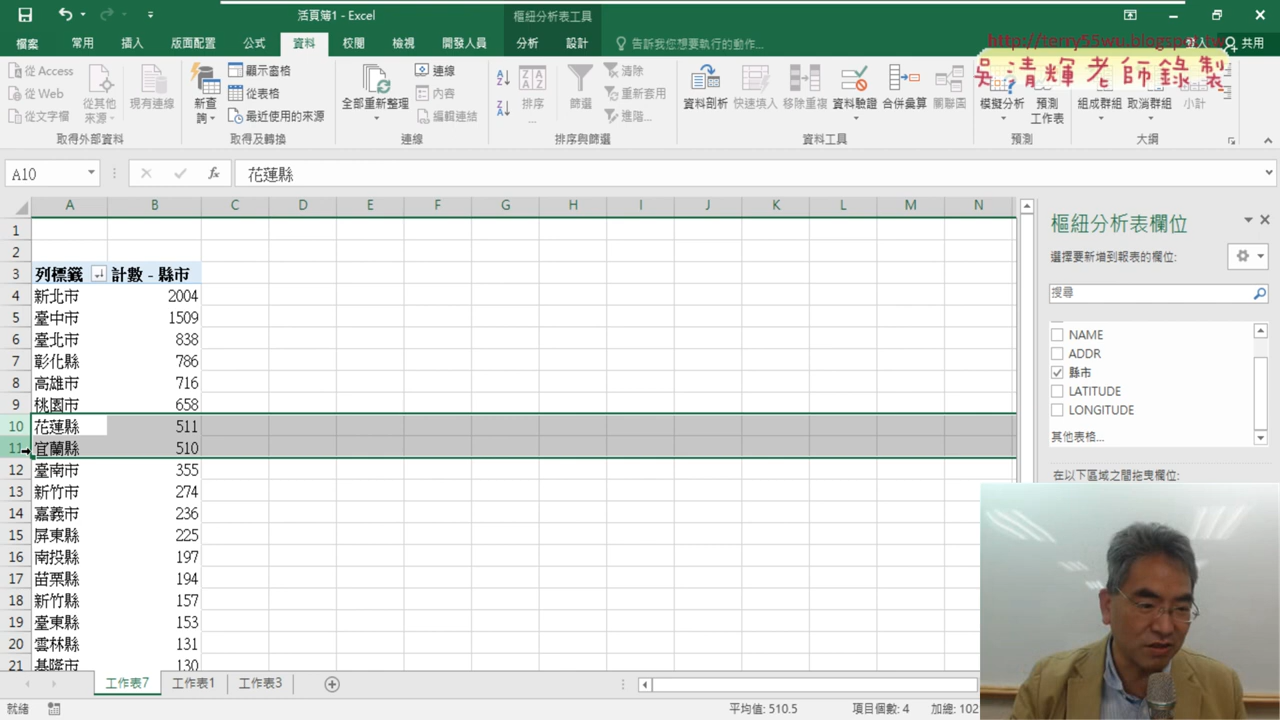 活頁簿1 - Excel
樞紐分析表工具
檔案 常用 插入 版面配置 公式 資料 校閱 檢視 開發人員 分析 設計 告訴我您想要執行的動作... 共用
http://terry55wu.blogspot.tw
吳清輝老師錄製
從 Access
從 Web
從文字檔
從其他來源
現有連線
新查詢
顯示查詢
從表格
最近使用的來源
全部重新整理
連線
內容
編輯連結
排序
篩選
清除
重新套用
進階...
資料剖析 快速填入 移除重複 資料驗證 合併彙算 關聯圖
模擬分析 預測工作表
組成群組 取消群組 小計
取得外部資料 取得及轉換 連線 排序與篩選 資料工具 預測 大綱
A10 fx 花蓮縣
A B C D E F G H I J K L M N
1
2
3 列標籤 計數 - 縣市
4 新北市 2004
5 臺中市 1509
6 臺北市 838
7 彰化縣 786
8 高雄市 716
9 桃園市 658
10 花蓮縣 511
11 宜蘭縣 510
12 臺南市 355
13 新竹市 274
14 嘉義市 236
15 屏東縣 225
16 南投縣 197
17 苗栗縣 194
18 新竹縣 157
19 臺東縣 153
20 雲林縣 131
21 基隆市 130
樞紐分析表欄位
選擇要新增到報表的欄位:
搜尋
NAME
ADDR
縣市
LATITUDE
LONGITUDE
其他表格...
在以下區域之間拖曳欄位:
工作表7 工作表1 工作表3
就緒 平均值: 510.5 項目個數: 4 加總: 102